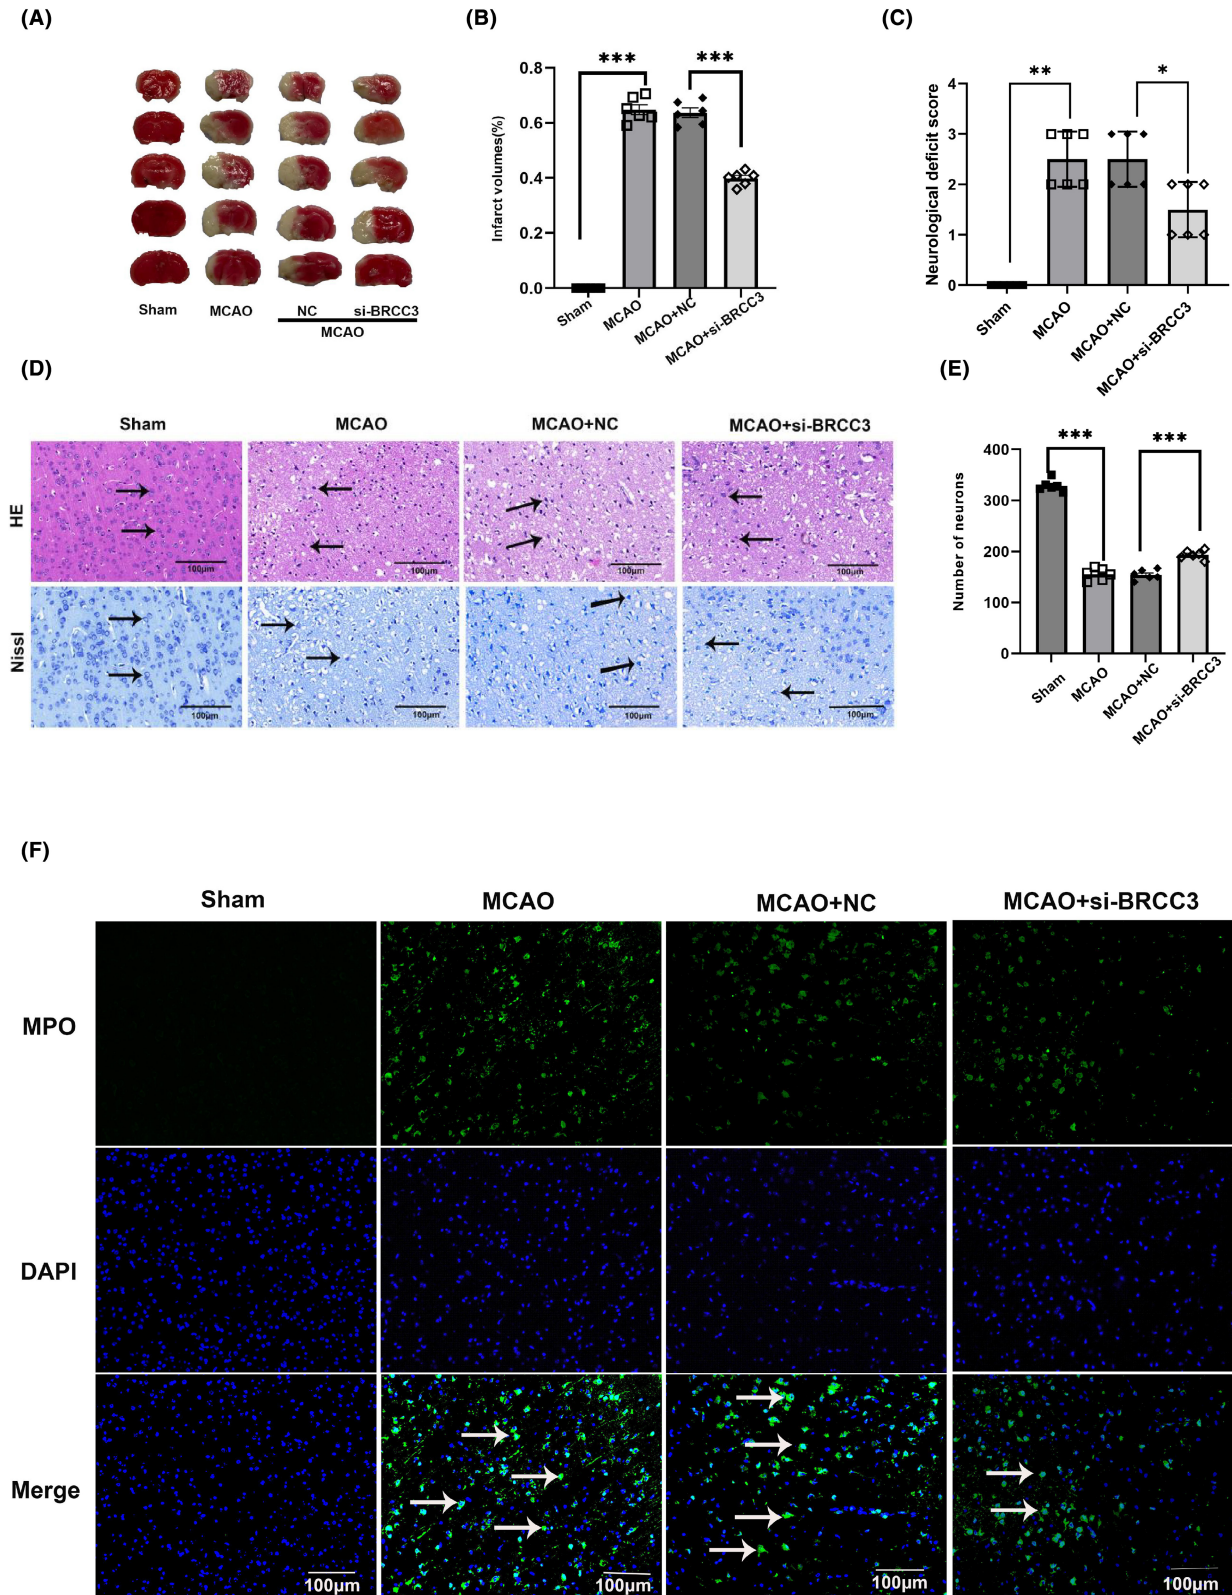 (A)
Sham
MCAO
NC
si-BRCC3
MCAO
(B)
Infarct volumes(%)
0.8
0.6
0.4
0.2
0.0
***
***
Sham
MCAO
MCAO+NC
MCAO+si-BRCC3
(C)
Neurological deficit score
4
3
2
1
0
**
*
Sham
MCAO
MCAO+NC
MCAO+si-BRCC3
(D)
Sham
MCAO
MCAO+NC
MCAO+si-BRCC3
HE
100μm
100μm
100μm
100μm
Nissl
100μm
100μm
100μm
100μm
(E)
Number of neurons
400
300
200
100
0
***
***
Sham
MCAO
MCAO+NC
MCAO+si-BRCC3
(F)
Sham
MCAO
MCAO+NC
MCAO+si-BRCC3
MPO
DAPI
Merge
100μm
100μm
100μm
100μm